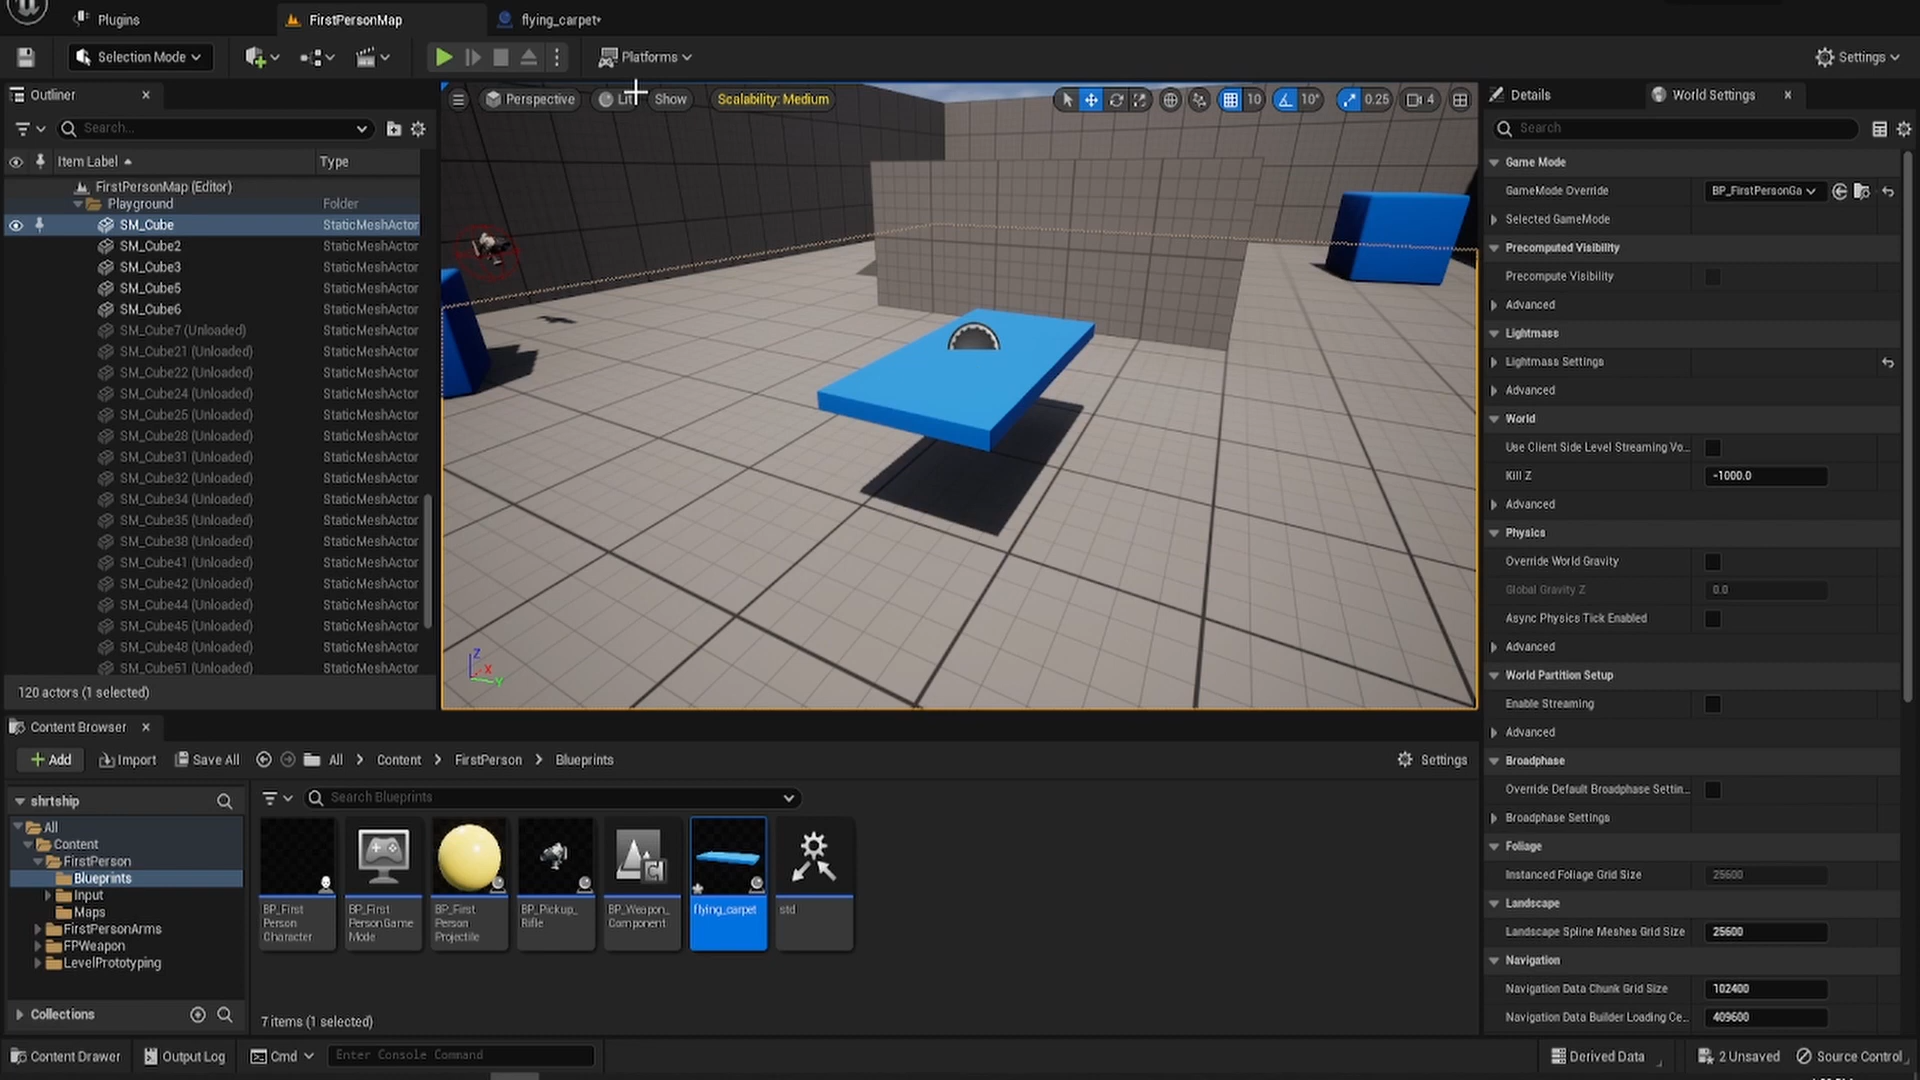 Plugins
FirstPersonMap
flying_carpet•
Selection Mode
Platforms
Settings
Outliner
Search...
Item Label
Type
FirstPersonMap (Editor)
Playground Folder
SM_Cube StaticMeshActor
SM_Cube2 StaticMeshActor
SM_Cube3 StaticMeshActor
SM_Cube5 StaticMeshActor
SM_Cube6 StaticMeshActor
SM_Cube7 (Unloaded) StaticMeshActor
SM_Cube21 (Unloaded) StaticMeshActor
SM_Cube22 (Unloaded) StaticMeshActor
SM_Cube24 (Unloaded) StaticMeshActor
SM_Cube25 (Unloaded) StaticMeshActor
SM_Cube28 (Unloaded) StaticMeshActor
SM_Cube31 (Unloaded) StaticMeshActor
SM_Cube32 (Unloaded) StaticMeshActor
SM_Cube34 (Unloaded) StaticMeshActor
SM_Cube35 (Unloaded) StaticMeshActor
SM_Cube38 (Unloaded) StaticMeshActor
SM_Cube41 (Unloaded) StaticMeshActor
SM_Cube42 (Unloaded) StaticMeshActor
SM_Cube44 (Unloaded) StaticMeshActor
SM_Cube45 (Unloaded) StaticMeshActor
SM_Cube48 (Unloaded) StaticMeshActor
SM_Cube51 (Unloaded) StaticMeshActor
120 actors (1 selected)
Perspective
Lit
Show
Scalability: Medium
10
10°
0.25
4
Z
X
Y
Details
World Settings
Search
Game Mode
GameMode Override BP_FirstPersonGa
Selected GameMode
Precomputed Visibility
Precompute Visibility
Advanced
Lightmass
Lightmass Settings
Advanced
World
Use Client Side Level Streaming Vo...
Kill Z -1000.0
Advanced
Physics
Override World Gravity
Global Gravity Z 0.0
Async Physics Tick Enabled
Advanced
World Partition Setup
Enable Streaming
Advanced
Broadphase
Override Default Broadphase Settin...
Broadphase Settings
Foliage
Instanced Foliage Grid Size 25600
Landscape
Landscape Spline Meshes Grid Size 25600
Navigation
Navigation Data Chunk Grid Size 102400
Navigation Data Builder Loading Ce... 409600
Content Browser
Add
Import
Save All
All > Content > FirstPerson > Blueprints
Settings
shrtship
All
Content
FirstPerson
Blueprints
Input
Maps
FirstPersonArms
FPWeapon
LevelPrototyping
Collections
Search Blueprints
BP_First
Person
Character
BP_First
PersonGame
Mode
BP_First
Person
Projectile
BP_Pickup_
Rifle
BP_Weapon_
Component
flying_carpet
std
7 items (1 selected)
Content Drawer
Output Log
Cmd
Enter Console Command
Derived Data
2 Unsaved
Source Control